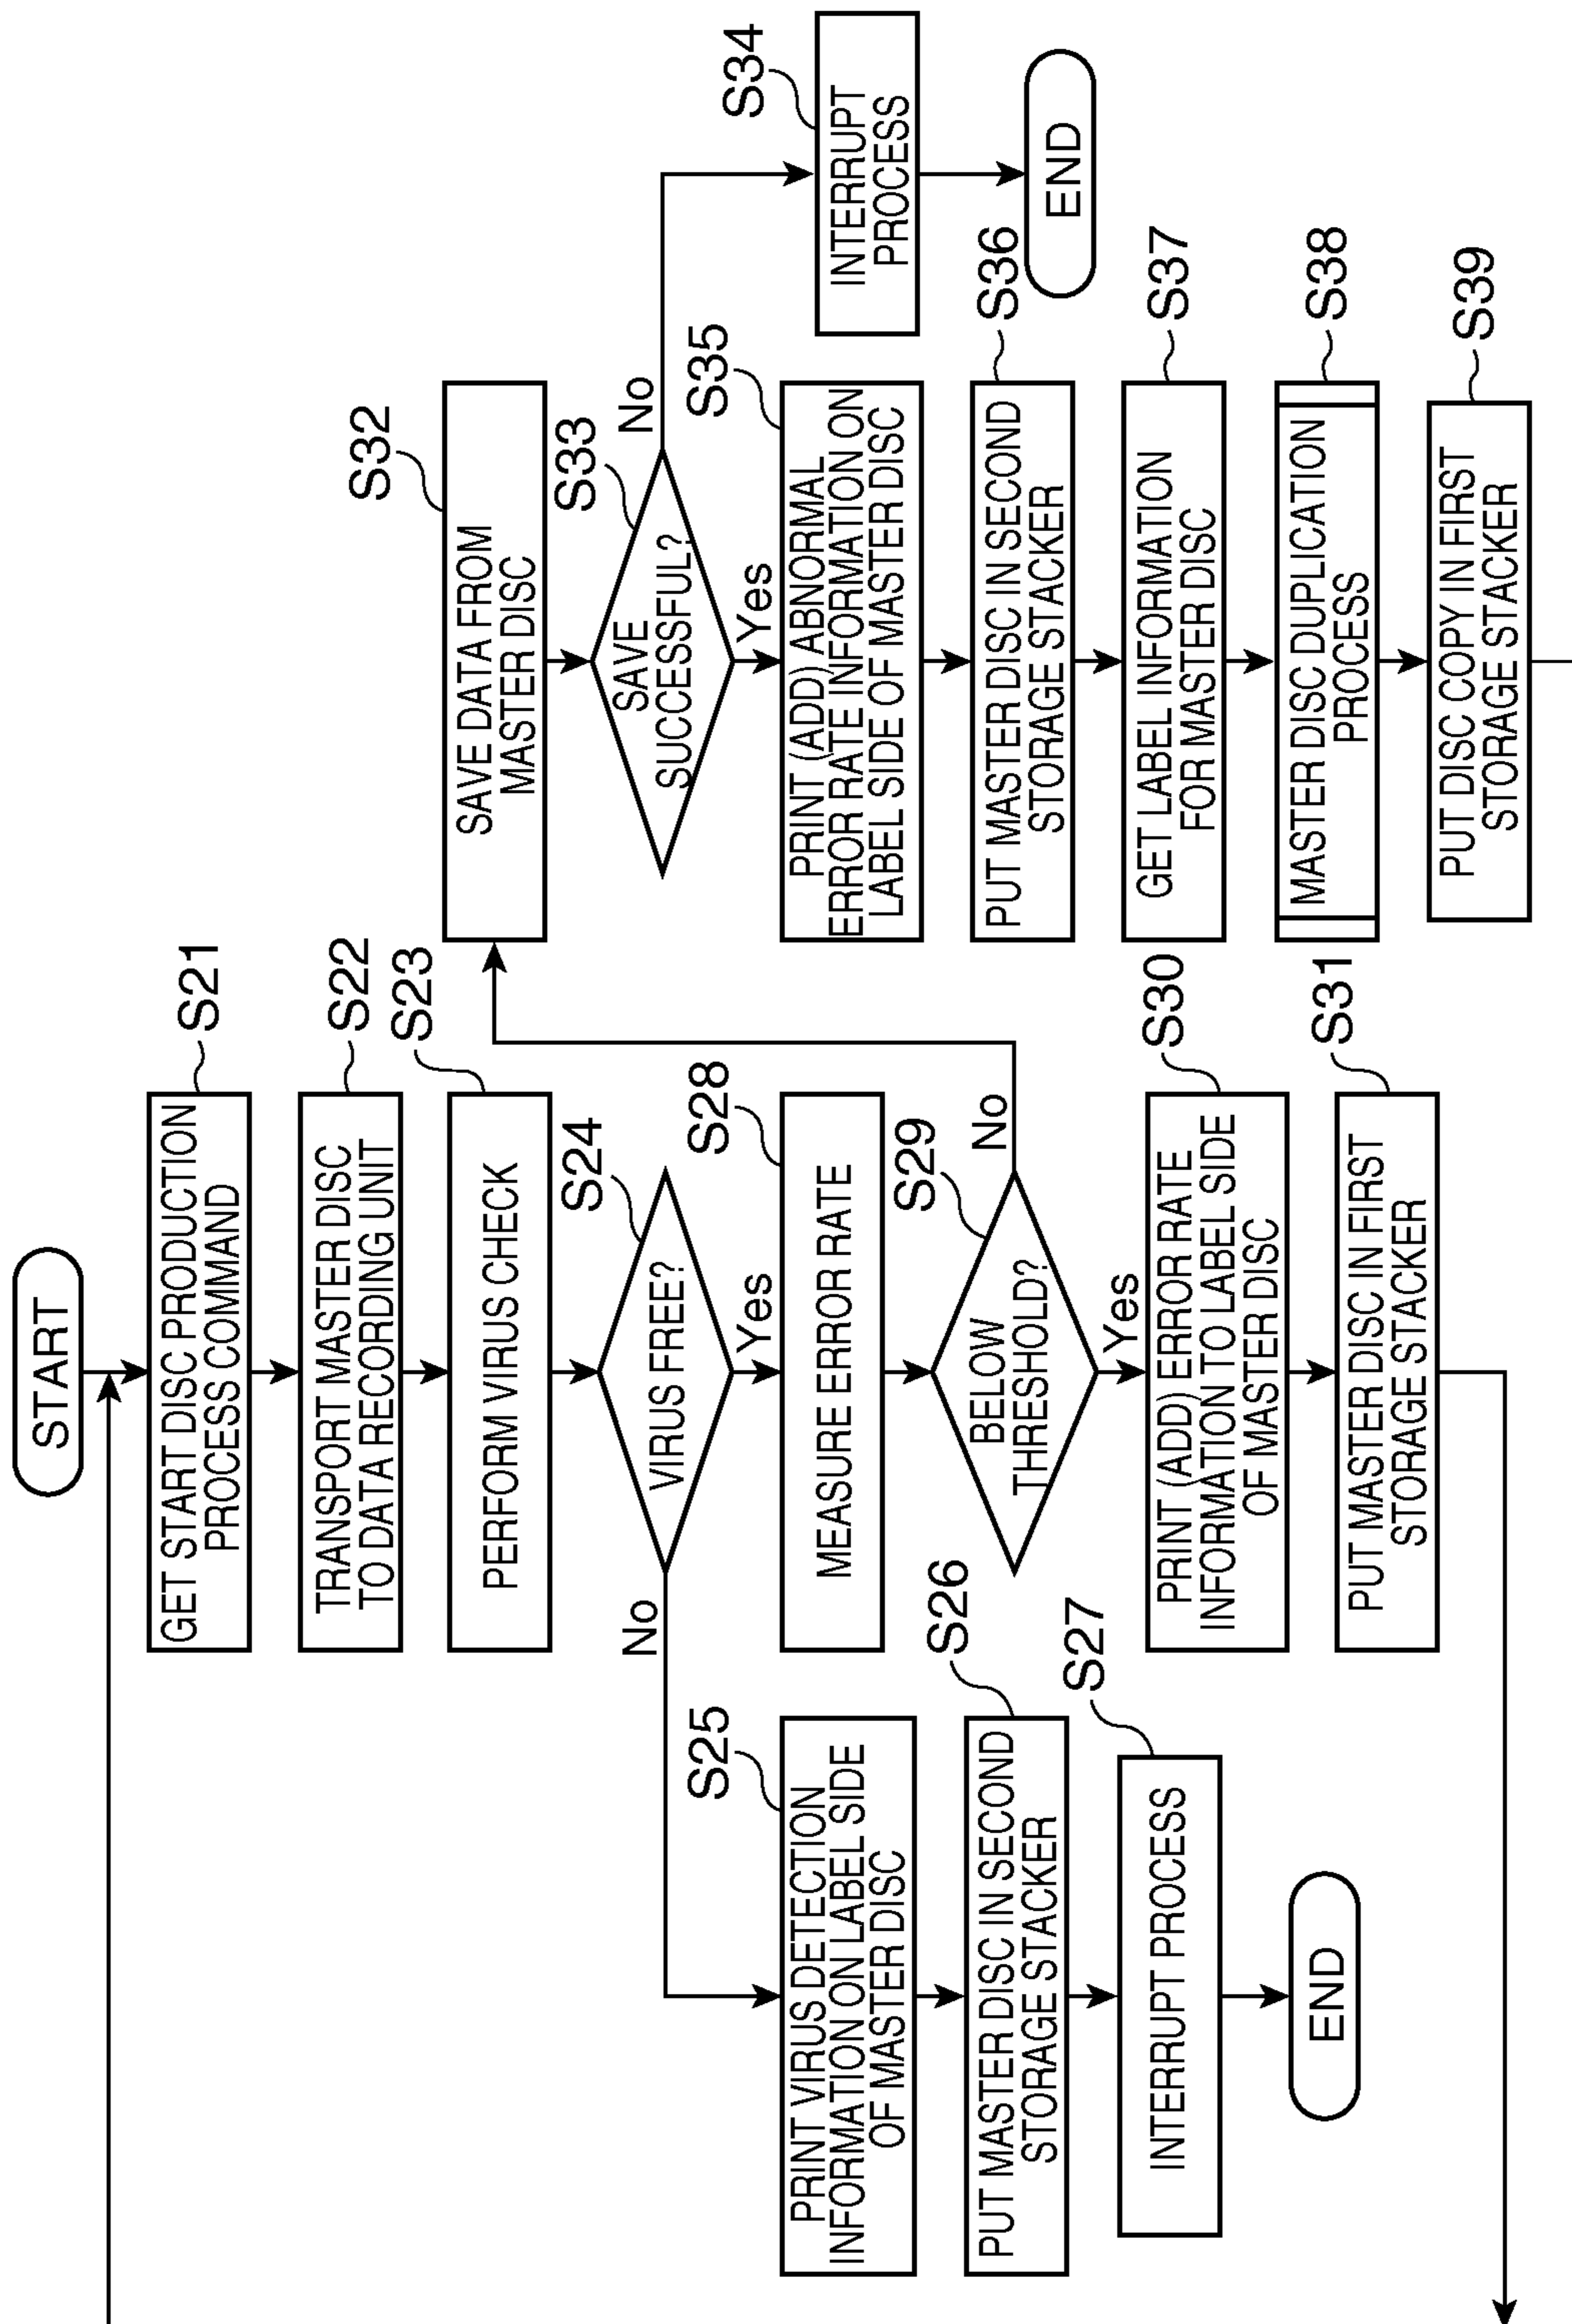 START
S21
GET START DISC PRODUCTION
PROCESS COMMAND
S22
TRANSPORT MASTER DISC
TO DATA RECORDING UNIT
S23
PERFORM VIRUS CHECK
S24
VIRUS FREE?
No
Yes
S25
PRINT VIRUS DETECTION
INFORMATION ON LABEL SIDE
OF MASTER DISC
S26
PUT MASTER DISC IN SECOND
STORAGE STACKER
S27
INTERRUPT PROCESS
END
S28
MEASURE ERROR RATE
S29
BELOW
THRESHOLD?
No
Yes
S30
PRINT (ADD) ERROR RATE
INFORMATION TO LABEL SIDE
OF MASTER DISC
S31
PUT MASTER DISC IN FIRST
STORAGE STACKER
S32
SAVE DATA FROM
MASTER DISC
S33
SAVE
SUCCESSFUL?
No
Yes
S34
INTERRUPT
PROCESS
END
S35
PRINT (ADD) ABNORMAL
ERROR RATE INFORMATION ON
LABEL SIDE OF MASTER DISC
S36
PUT MASTER DISC IN SECOND
STORAGE STACKER
S37
GET LABEL INFORMATION
FOR MASTER DISC
S38
MASTER DISC DUPLICATION
PROCESS
S39
PUT DISC COPY IN FIRST
STORAGE STACKER